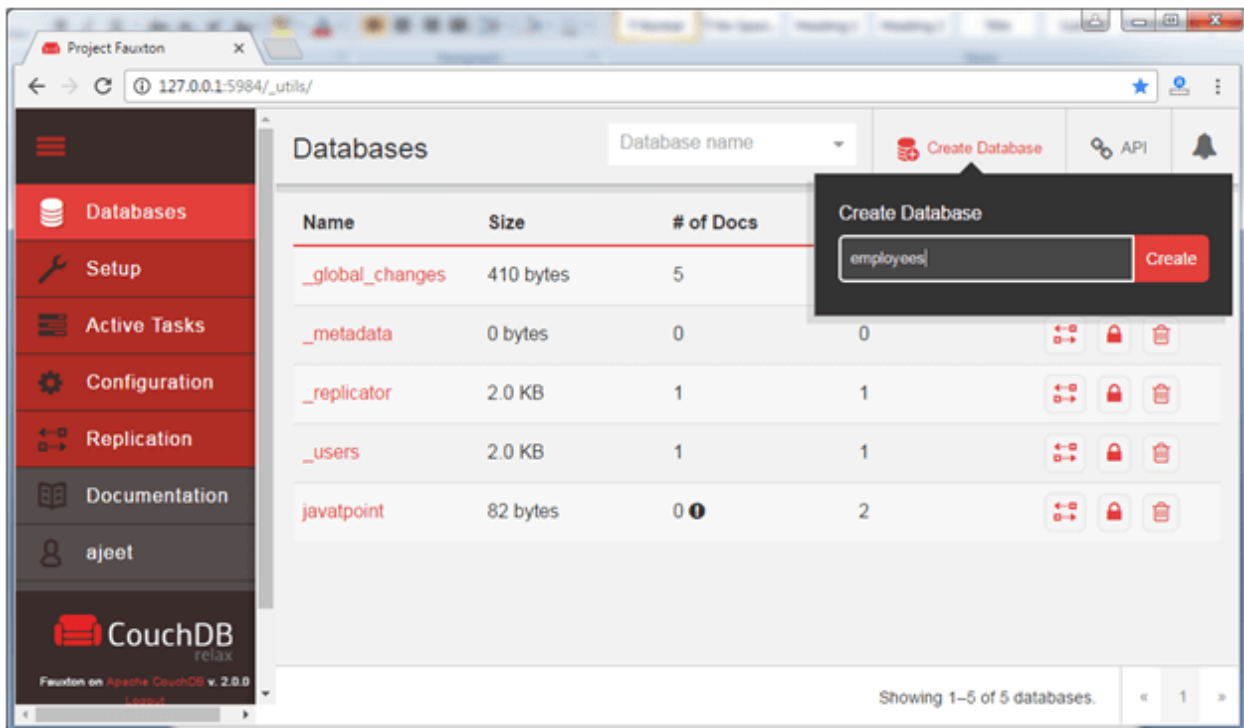 Project Fauxton
127.0.0.1:5984/_utils/
Databases
Database name
Create Database
API
Databases
Setup
Active Tasks
Configuration
Replication
Documentation
ajeet
CouchDB
relax
Fauxton on Apache CouchDB v. 2.0.0
Logout
Name Size # of Docs
_global_changes 410 bytes 5
_metadata 0 bytes 0 0
_replicator 2.0 KB 1 1
_users 2.0 KB 1 1
javatpoint 82 bytes 0 2
Create Database
employees
Create
Showing 1–5 of 5 databases.
« 1 »